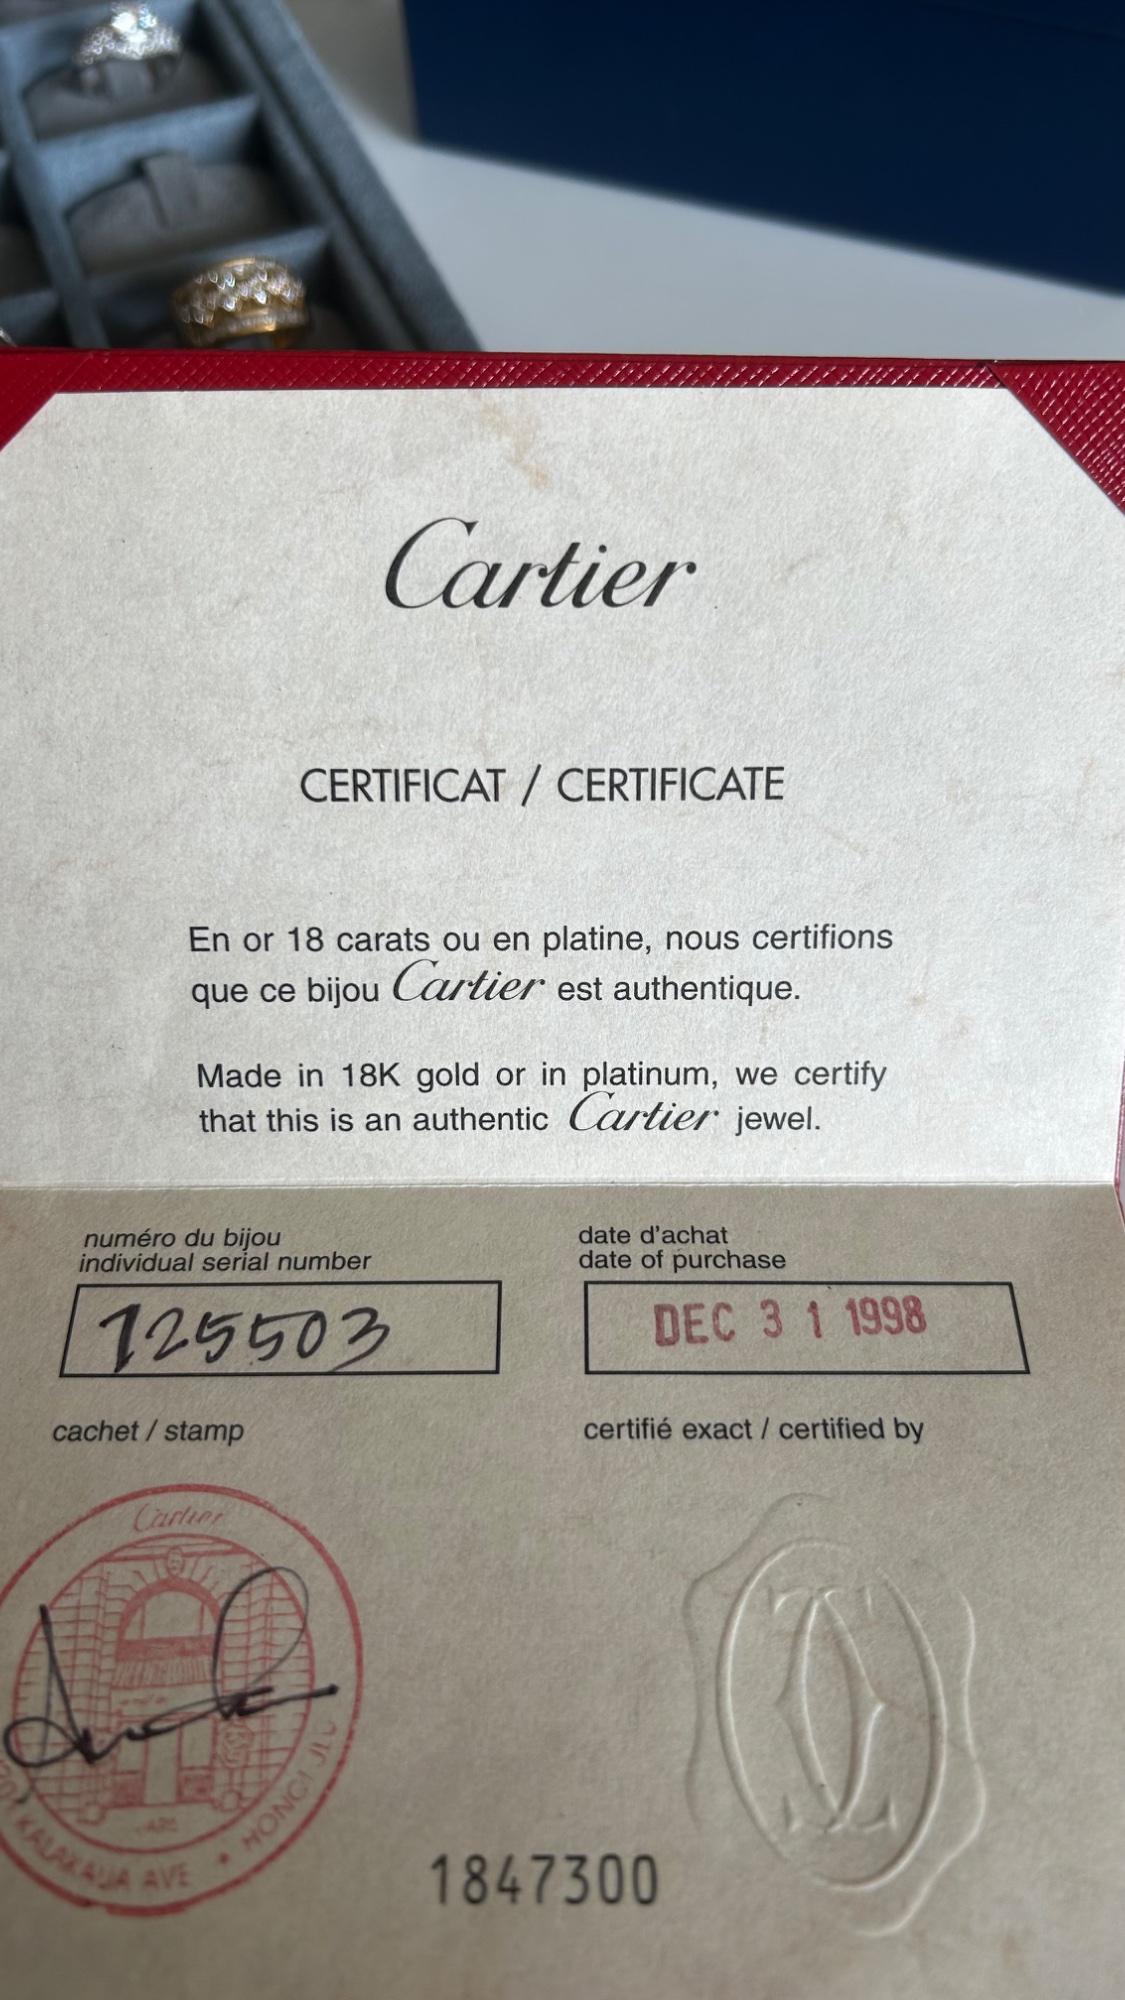 Cartier
CERTIFICAT / CERTIFICATE
En or 18 carats ou en platine, nous certifions
que ce bijou Cartier est authentique.
Made in 18K gold or in platinum, we certify
that this is an authentic Cartier jewel.
numéro du bijou
individual serial number
725503
date d'achat
date of purchase
DEC 3 1 1998
cachet / stamp
certifié exact / certified by
Cartier
KALAKAUA AVE •
1847300